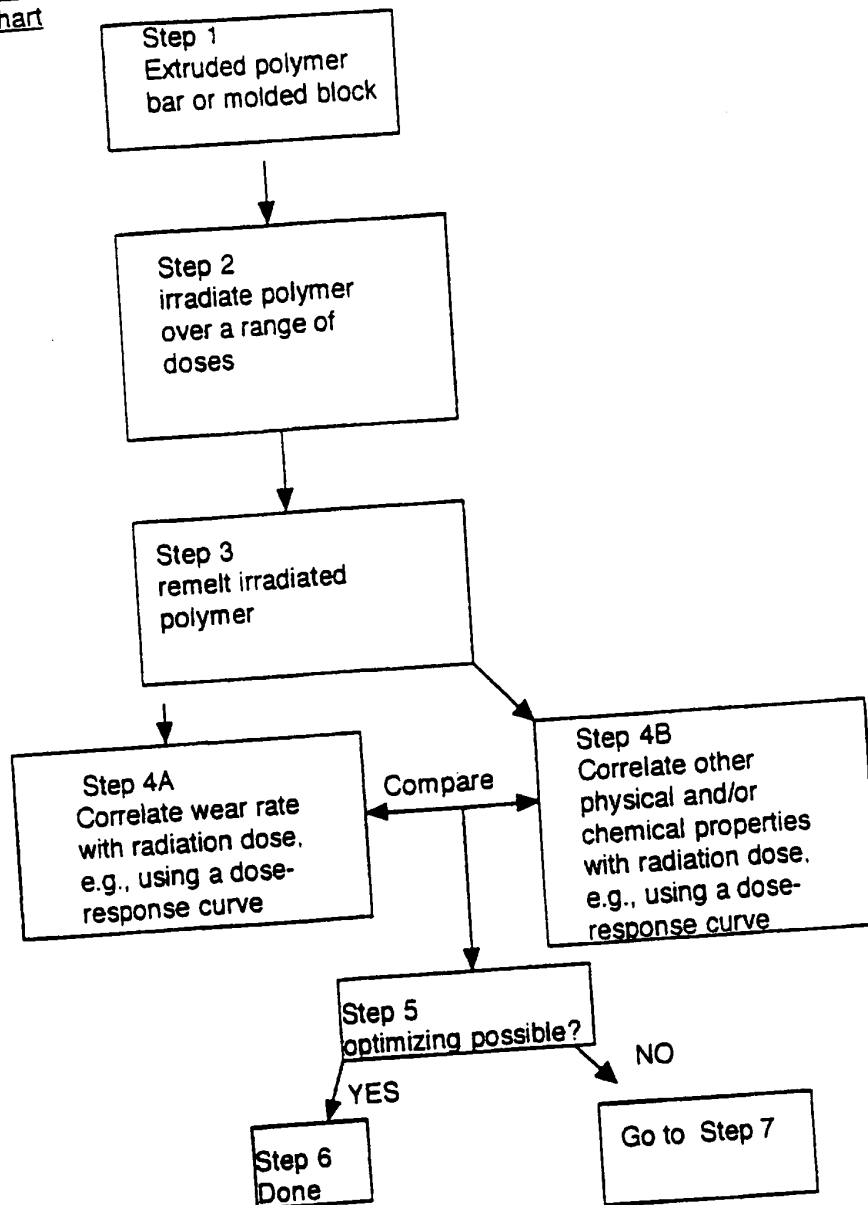 hart
Step 1
Extruded polymer
bar or molded block
Step 2
irradiate polymer
over a range of
doses
Step 3
remelt irradiated
polymer
Step 4A
Correlate wear rate
with radiation dose,
e.g., using a dose-
response curve
Compare
Step 4B
Correlate other
physical and/or
chemical properties
with radiation dose,
e.g., using a dose-
response curve
Step 5
optimizing possible?
YES
NO
Step 6
Done
Go to Step 7